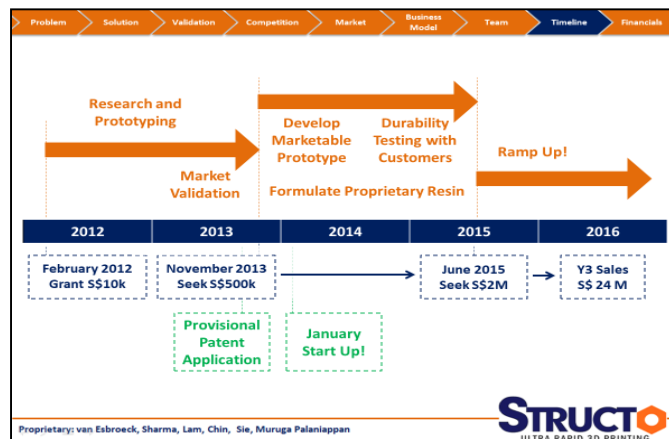 Problem
Solution
Validation
Competition
Market
Business
Model
Team
Timeline
Financials
Research and
Prototyping
Market
Validation
Develop
Marketable
Prototype
Durability
Testing with
Customers
Formulate Proprietary Resin
Ramp Up!
2012
2013
2014
2015
2016
February 2012
Grant S$10k
November 2013
Seek S$500k
June 2015
Seek S$2M
Y3 Sales
S$ 24 M
Provisional
Patent
Application
January
Start Up!
Proprietary: van Esbroeck, Sharma, Lam, Chin, Sie, Muruga Palaniappan
STRUCTO
ULTRA RAPID 3D PRINTING